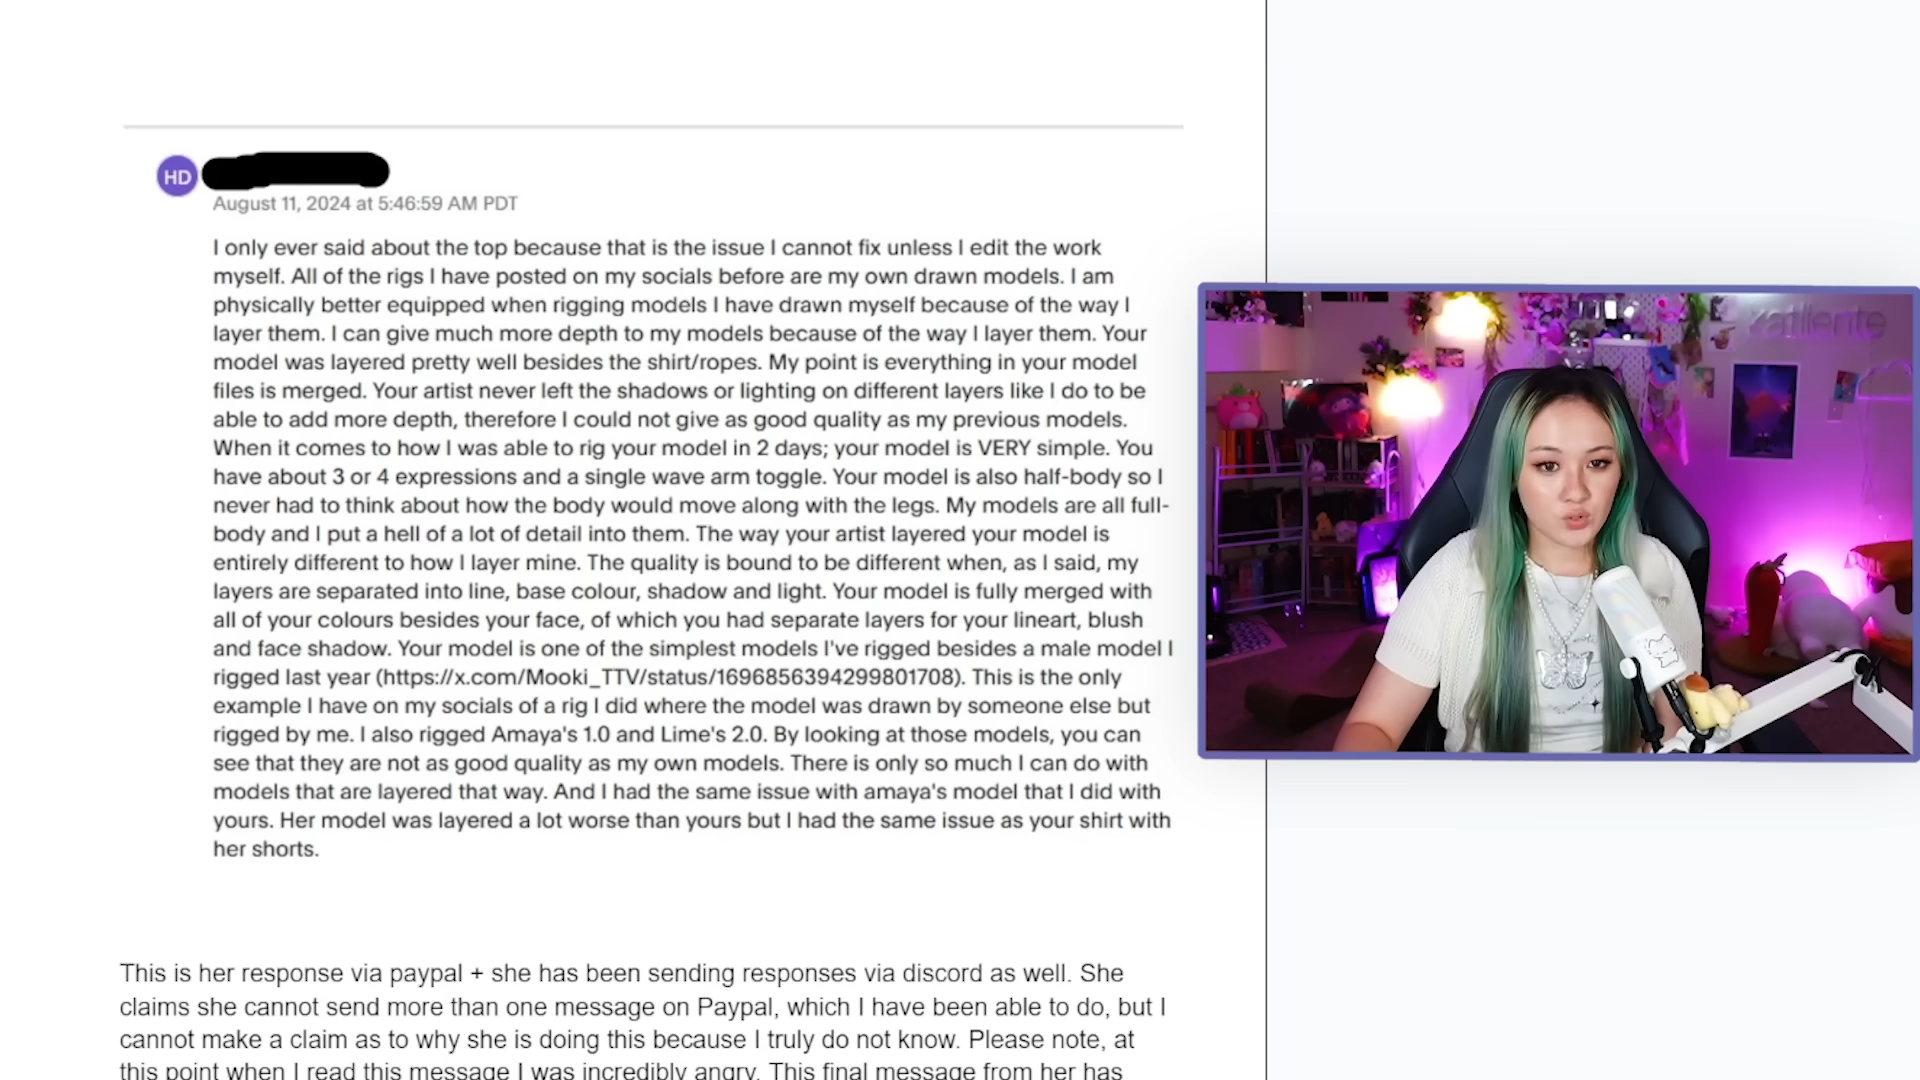 HD
August 11, 2024 at 5:46:59 AM PDT
I only ever said about the top because that is the issue I cannot fix unless I edit the work
myself. All of the rigs I have posted on my socials before are my own drawn models. I am
physically better equipped when rigging models I have drawn myself because of the way I
layer them. I can give much more depth to my models because of the way I layer them. Your
model was layered pretty well besides the shirt/ropes. My point is everything in your model
files is merged. Your artist never left the shadows or lighting on different layers like I do to be
able to add more depth, therefore I could not give as good quality as my previous models.
When it comes to how I was able to rig your model in 2 days; your model is VERY simple. You
have about 3 or 4 expressions and a single wave arm toggle. Your model is also half-body so I
never had to think about how the body would move along with the legs. My models are all full-
body and I put a hell of a lot of detail into them. The way your artist layered your model is
entirely different to how I layer mine. The quality is bound to be different when, as I said, my
layers are separated into line, base colour, shadow and light. Your model is fully merged with
all of your colours besides your face, of which you had separate layers for your lineart, blush
and face shadow. Your model is one of the simplest models I've rigged besides a male model I
rigged last year (https://x.com/Mooki_TTV/status/1696856394299801708). This is the only
example I have on my socials of a rig I did where the model was drawn by someone else but
rigged by me. I also rigged Amaya's 1.0 and Lime's 2.0. By looking at those models, you can
see that they are not as good quality as my own models. There is only so much I can do with
models that are layered that way. And I had the same issue with amaya's model that I did with
yours. Her model was layered a lot worse than yours but I had the same issue as your shirt with
her shorts.
This is her response via paypal + she has been sending responses via discord as well. She
claims she cannot send more than one message on Paypal, which I have been able to do, but I
cannot make a claim as to why she is doing this because I truly do not know. Please note, at
this point when I read this message I was incredibly angry. This final message from her has